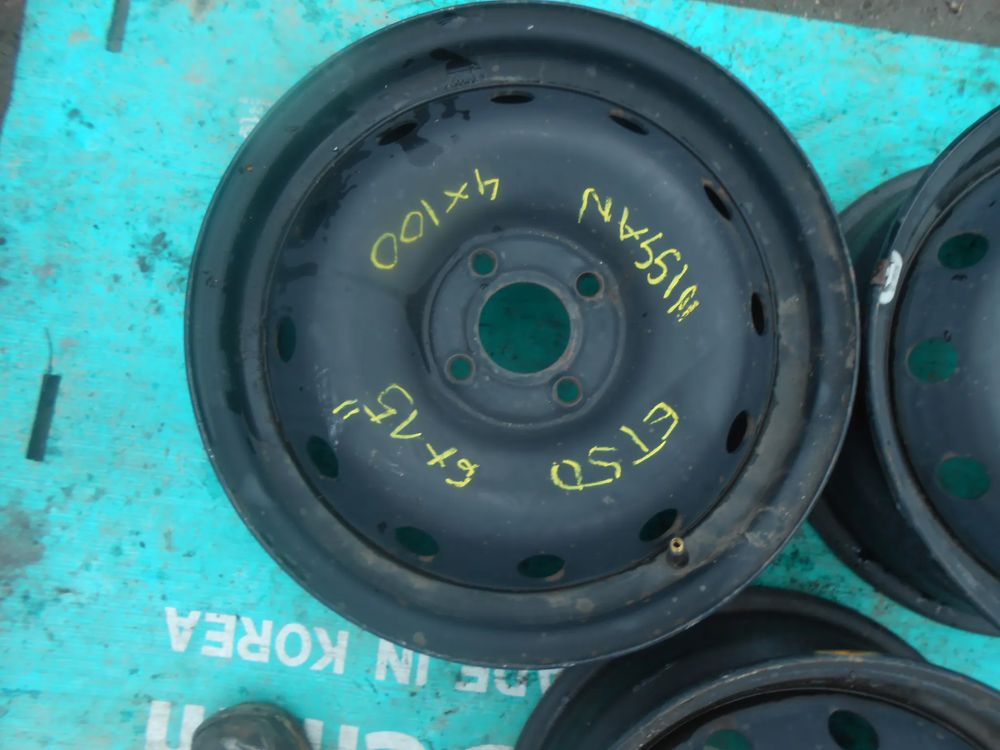 NISSAN
4x100
6x15"
ET50
MADE IN KOREA